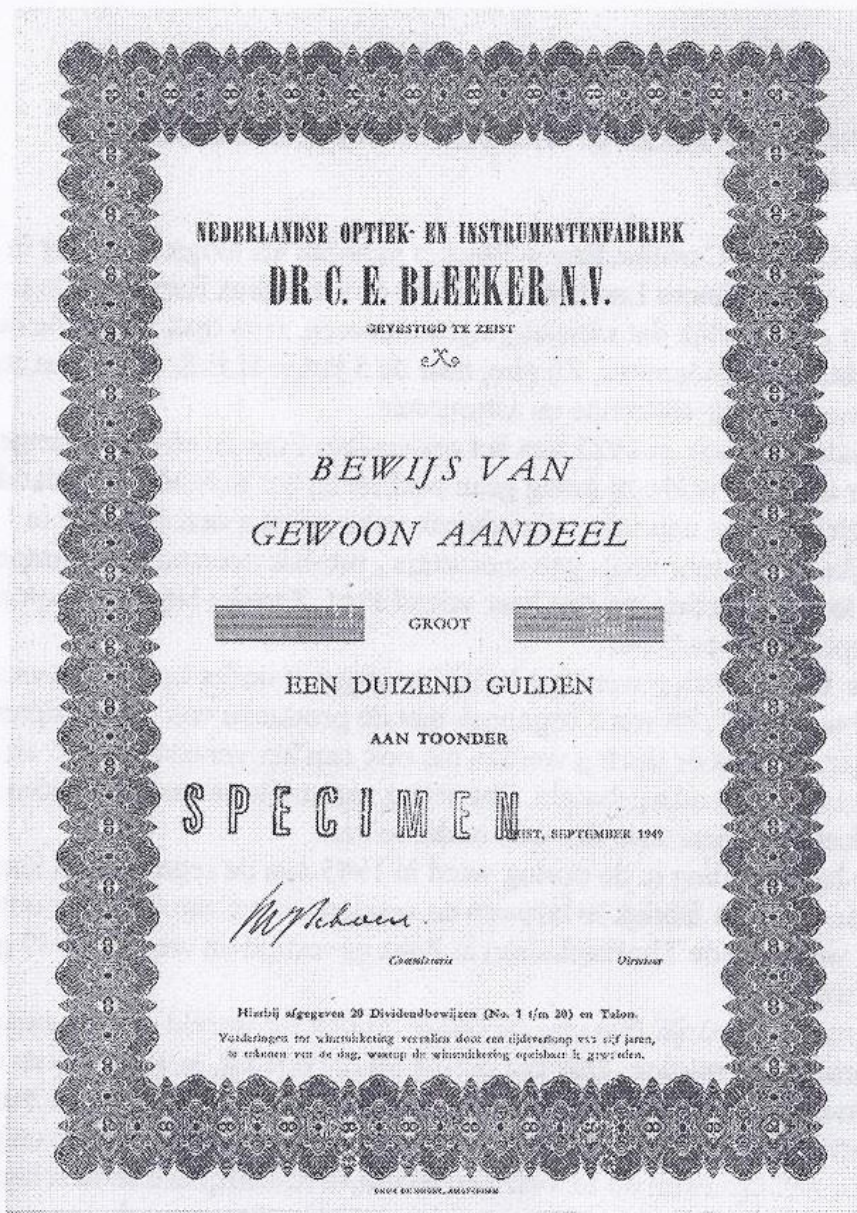 NEDERLANDSE OPTIEK- EN INSTRUMENTENFABRIEK
DR C. E. BLEEKER N.V.
GEVESTIGD TE ZEIST
BEWIJS VAN
GEWOON AANDEEL
GROOT
EEN DUIZEND GULDEN
AAN TOONDER
SPECIMEN
ZEIST, SEPTEMBER 1949
Commissaris Directeur
Hierbij afgegeven 20 Dividendbewijzen (No. 1 t/m 20) en Talon.
Vorderingen tot winstuitkering vervallen door een tijdsverloop van vijf jaren,
te rekenen van de dag, waarop de winstuitkering opeisbaar is geworden.
AMSTERDAM